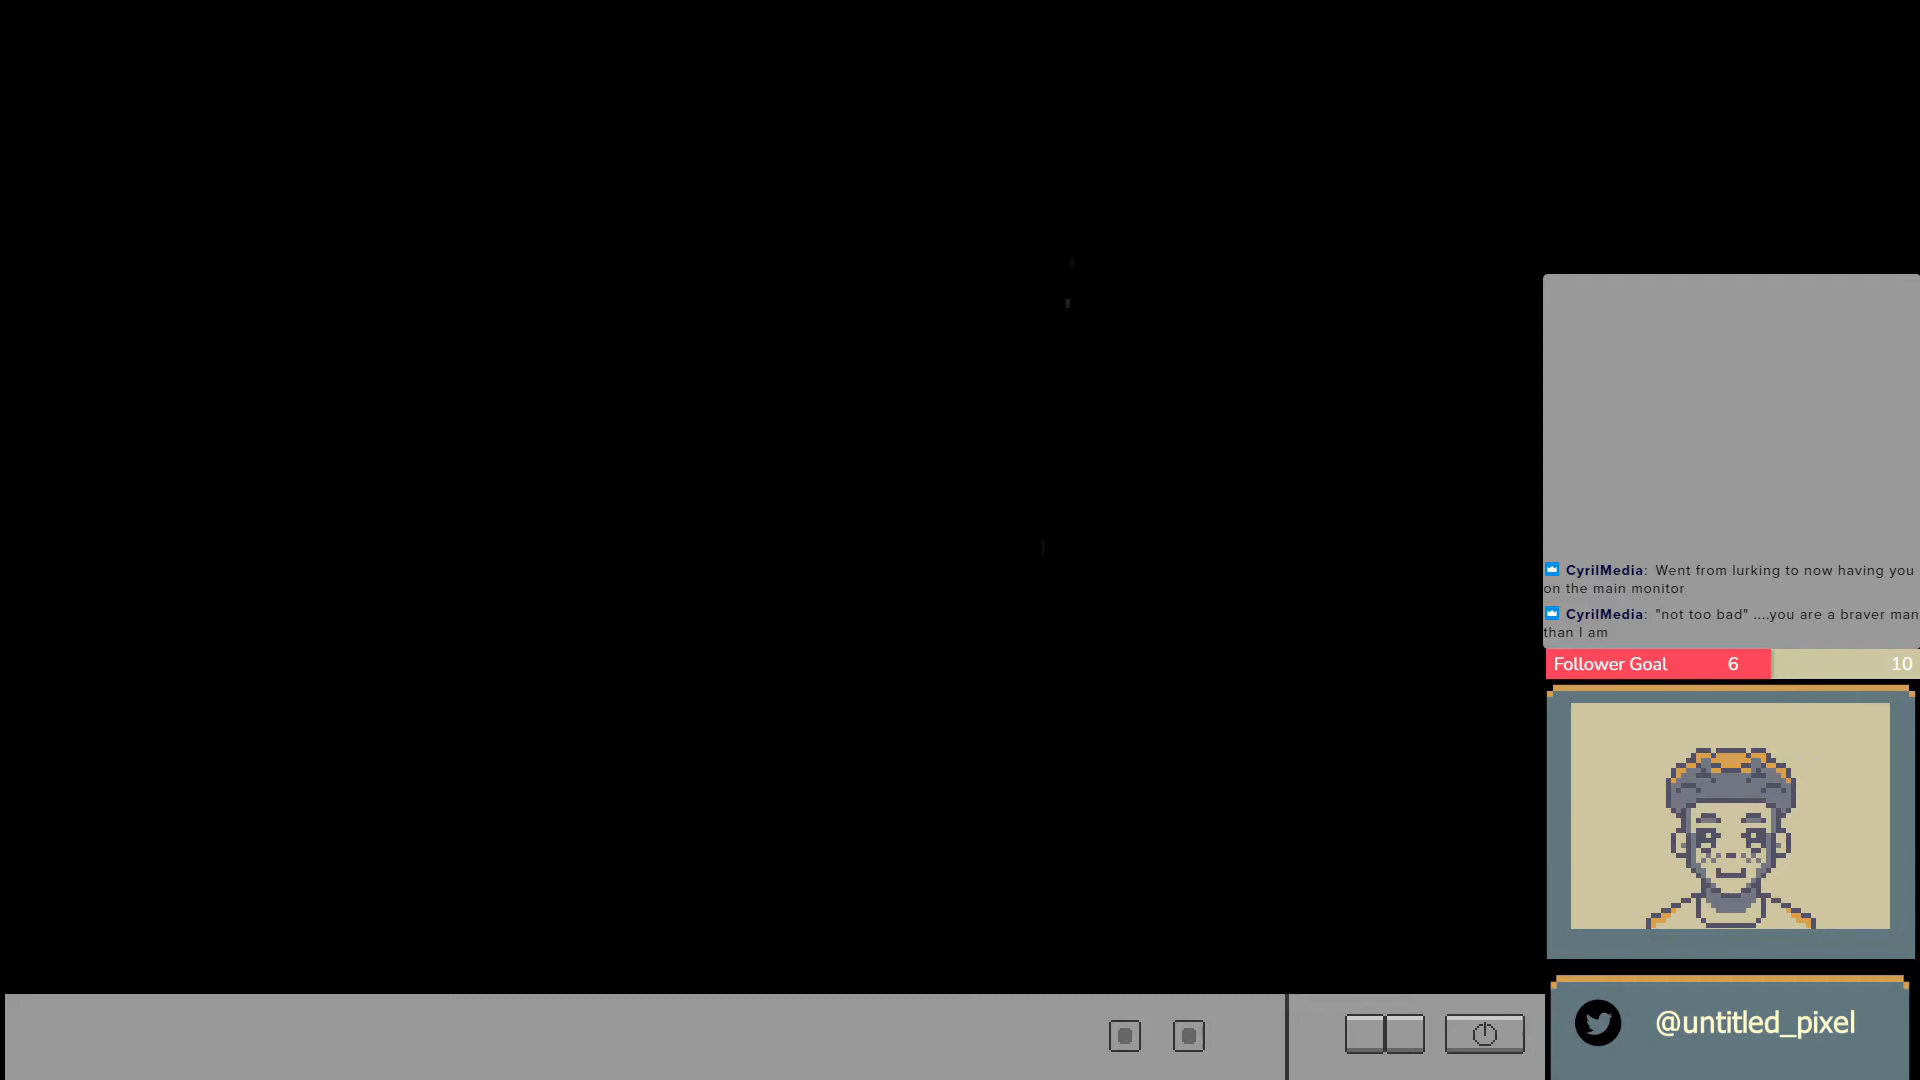 CyrilMedia: Went from lurking to now having you
on the main monitor
CyrilMedia: "not too bad" ....you are a braver man
than I am
Follower Goal 6 10
@untitled_pixel